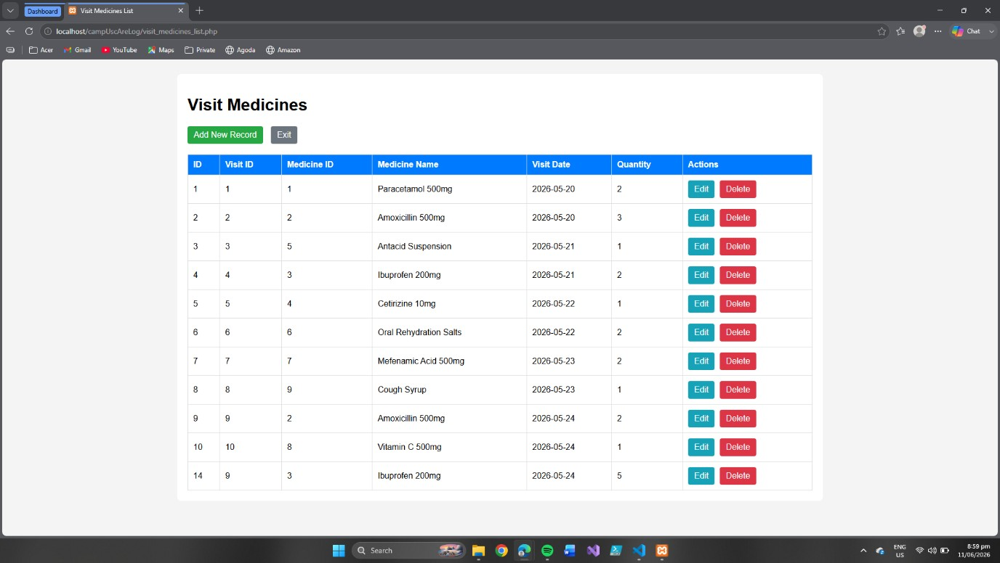 Dashboard Visit Medicines List
localhost/campUscAreLog/visit_medicines_list.php Chat
Acer Gmail YouTube Maps Private Agoda Amazon
Visit Medicines
Add New Record Exit
ID Visit ID Medicine ID Medicine Name Visit Date Quantity Actions
1 1 1 Paracetamol 500mg 2026-05-20 2 Edit Delete
2 2 2 Amoxicillin 500mg 2026-05-20 3 Edit Delete
3 3 5 Antacid Suspension 2026-05-21 1 Edit Delete
4 4 3 Ibuprofen 200mg 2026-05-21 2 Edit Delete
5 5 4 Cetirizine 10mg 2026-05-22 1 Edit Delete
6 6 6 Oral Rehydration Salts 2026-05-22 2 Edit Delete
7 7 7 Mefenamic Acid 500mg 2026-05-23 2 Edit Delete
8 8 9 Cough Syrup 2026-05-23 1 Edit Delete
9 9 2 Amoxicillin 500mg 2026-05-24 2 Edit Delete
10 10 8 Vitamin C 500mg 2026-05-24 1 Edit Delete
14 9 3 Ibuprofen 200mg 2026-05-24 5 Edit Delete
Search ENG 8:59 pm
US 11/06/2026